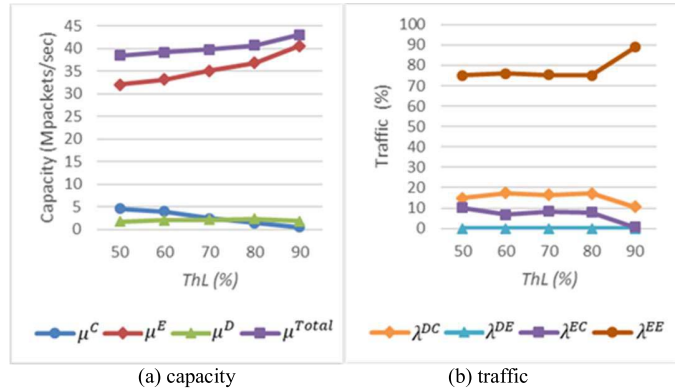 Capacity (Mpackets/sec)
45
40
35
30
25
20
15
10
5
0
50 60 70 80 90
ThL (%)
μ^C μ^E μ^D μ^Total
(a) capacity
Traffic (%)
100
90
80
70
60
50
40
30
20
10
0
50 60 70 80 90
ThL (%)
λ^DC λ^DE λ^EC λ^EE
(b) traffic